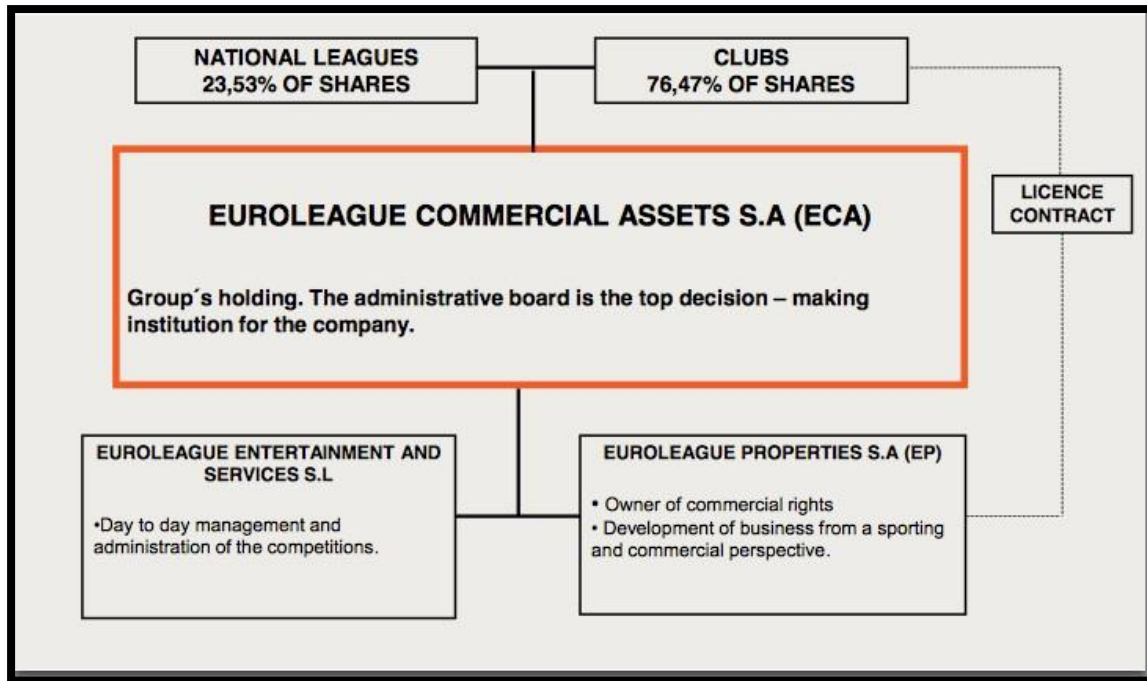 NATIONAL LEAGUES
23,53% OF SHARES
CLUBS
76,47% OF SHARES
LICENCE
CONTRACT
EUROLEAGUE COMMERCIAL ASSETS S.A (ECA)
Group´s holding. The administrative board is the top decision – making
institution for the company.
EUROLEAGUE ENTERTAINMENT AND
SERVICES S.L
•Day to day management and
administration of the competitions.
EUROLEAGUE PROPERTIES S.A (EP)
• Owner of commercial rights
• Development of business from a sporting
and commercial perspective.